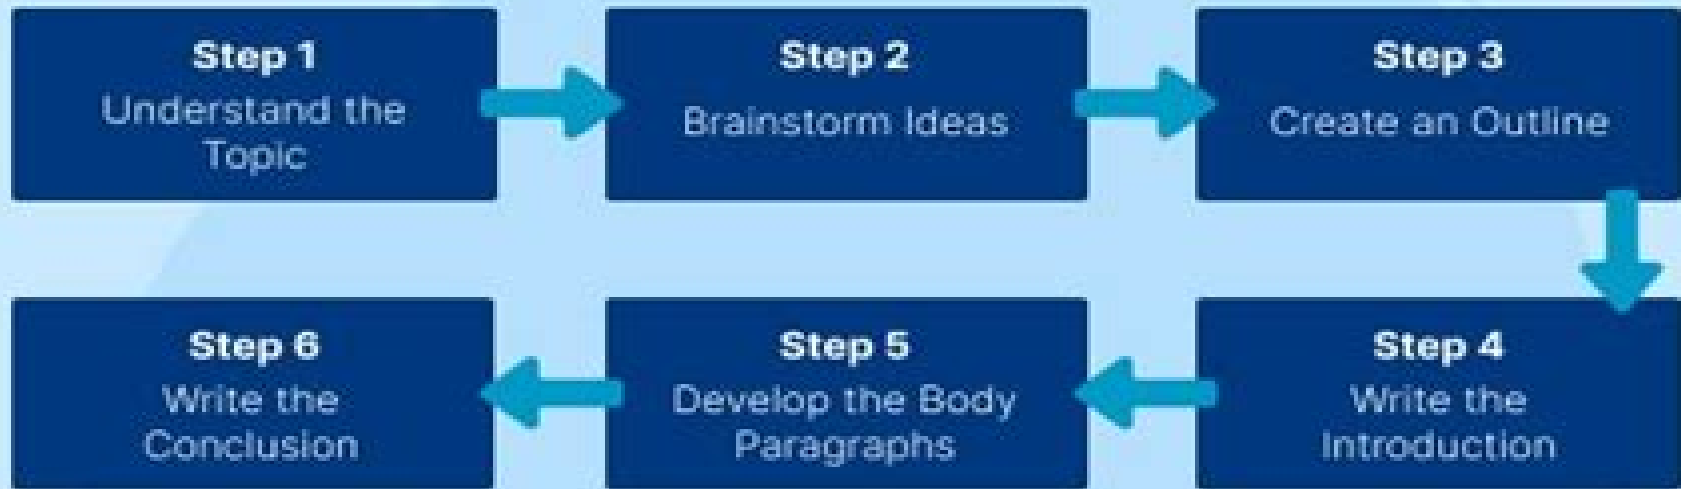 Step 1
Understand the
Topic
Step 2
Brainstorm Ideas
Step 3
Create an Outline
Step 4
Write the
Introduction
Step 5
Develop the Body
Paragraphs
Step 6
Write the
Conclusion